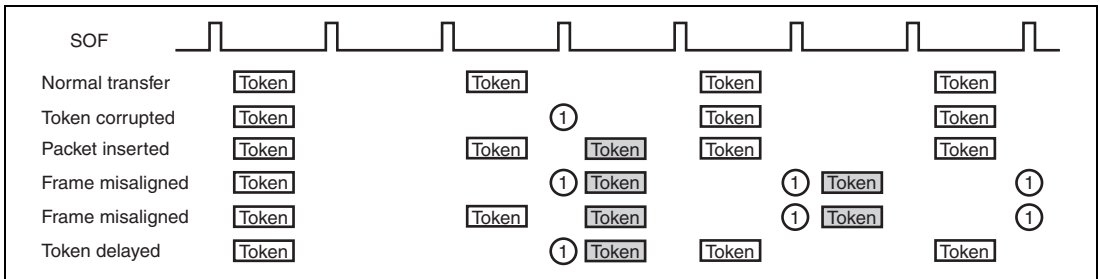 SOF
Normal transfer Token Token Token Token
Token corrupted Token 1 Token Token
Packet inserted Token Token Token Token Token
Frame misaligned Token 1 Token 1 Token 1
Frame misaligned Token Token Token 1 Token 1
Token delayed Token 1 Token Token Token